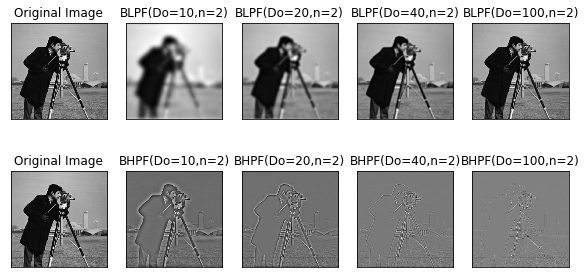 Original Image
BLPF(Do=10,n=2)
BLPF(Do=20,n=2)
BLPF(Do=40,n=2)
BLPF(Do=100,n=2)
Original Image
BHPF(Do=10,n=2)
BHPF(Do=20,n=2)
BHPF(Do=40,n=2)
BHPF(Do=100,n=2)